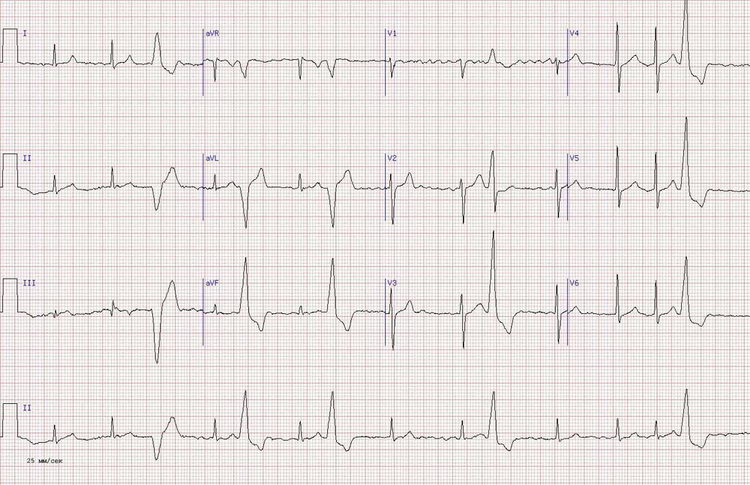 I aVR V1 V4
II aVL V2 V5
III aVF V3 V6
II
25 мм/сек